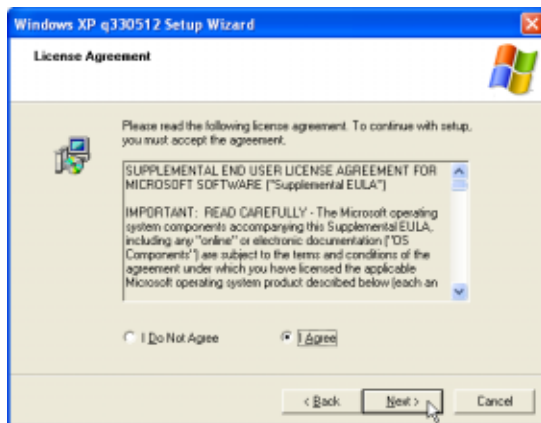 Windows XP q330512 Setup Wizard
License Agreement
Please read the following license agreement. To continue with setup,
you must accept the agreement.
SUPPLEMENTAL END USER LICENSE AGREEMENT FOR
MICROSOFT SOFTWARE ("Supplemental EULA")
IMPORTANT: READ CAREFULLY - The Microsoft operating
system components accompanying this Supplemental EULA,
including any "online" or electronic documentation ("OS
Components") are subject to the terms and conditions of the
agreement under which you have licensed the applicable
Microsoft operating system product described below (each an
I Do Not Agree
I Agree
< Back
Next >
Cancel